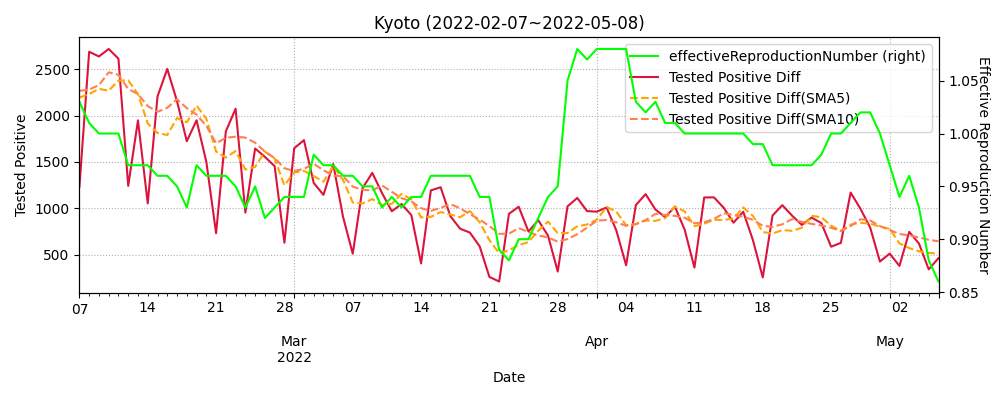 Kyoto (2022-02-07~2022-05-08)
effectiveReproductionNumber (right)
Tested Positive Diff
Tested Positive Diff(SMA5)
Tested Positive Diff(SMA10)
Tested Positive
2500
2000
1500
1000
500
Effective Reproduction Number
1.05
1.00
0.95
0.90
0.85
07 14 21 28 07 14 21 28 04 11 18 25 02
Mar Apr May
2022
Date